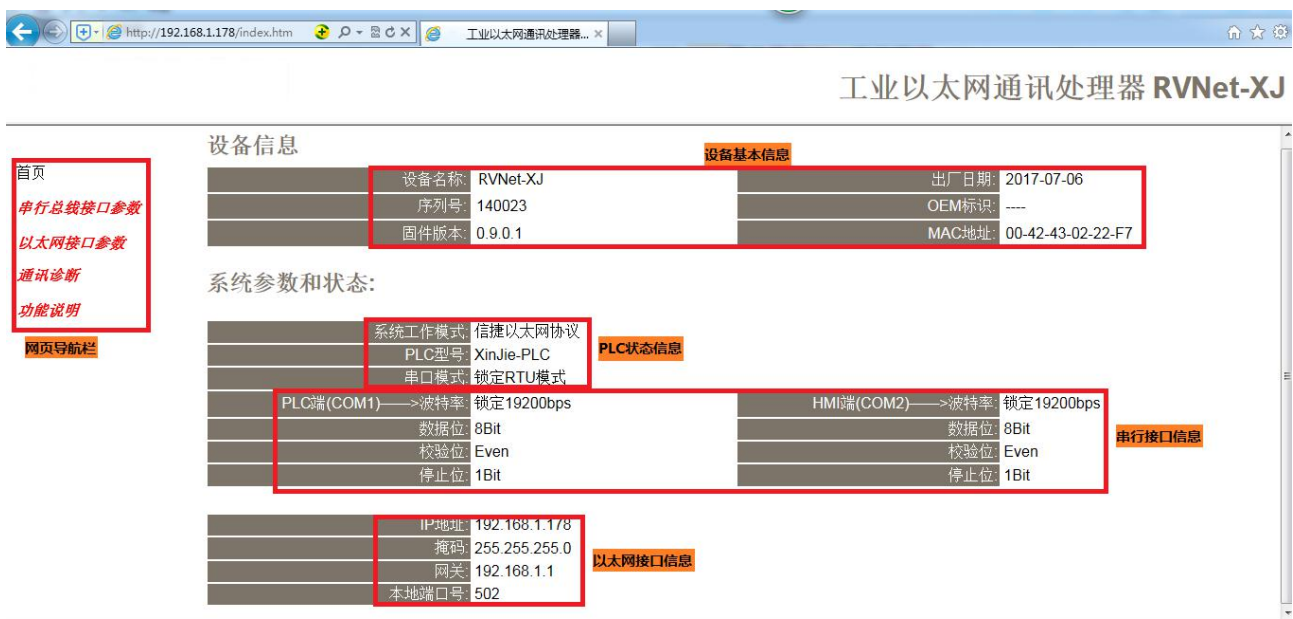 http://192.168.1.178/index.htm 工业以太网通讯处理器...
工业以太网通讯处理器 RVNet-XJ
首页
串行总线接口参数
以太网接口参数
通讯诊断
功能说明
网页导航栏
设备信息
设备基本信息
设备名称: RVNet-XJ 出厂日期: 2017-07-06
序列号: 140023 OEM标识: ----
固件版本: 0.9.0.1 MAC地址: 00-42-43-02-22-F7
系统参数和状态:
系统工作模式: 信捷以太网协议
PLC型号: XinJie-PLC
PLC状态信息
串口模式: 锁定RTU模式
PLC端(COM1)——>波特率: 锁定19200bps HMI端(COM2)——>波特率: 锁定19200bps
数据位: 8Bit 数据位: 8Bit
串行接口信息
校验位: Even 校验位: Even
停止位: 1Bit 停止位: 1Bit
IP地址: 192.168.1.178
掩码: 255.255.255.0
以太网接口信息
网关: 192.168.1.1
本地端口号: 502